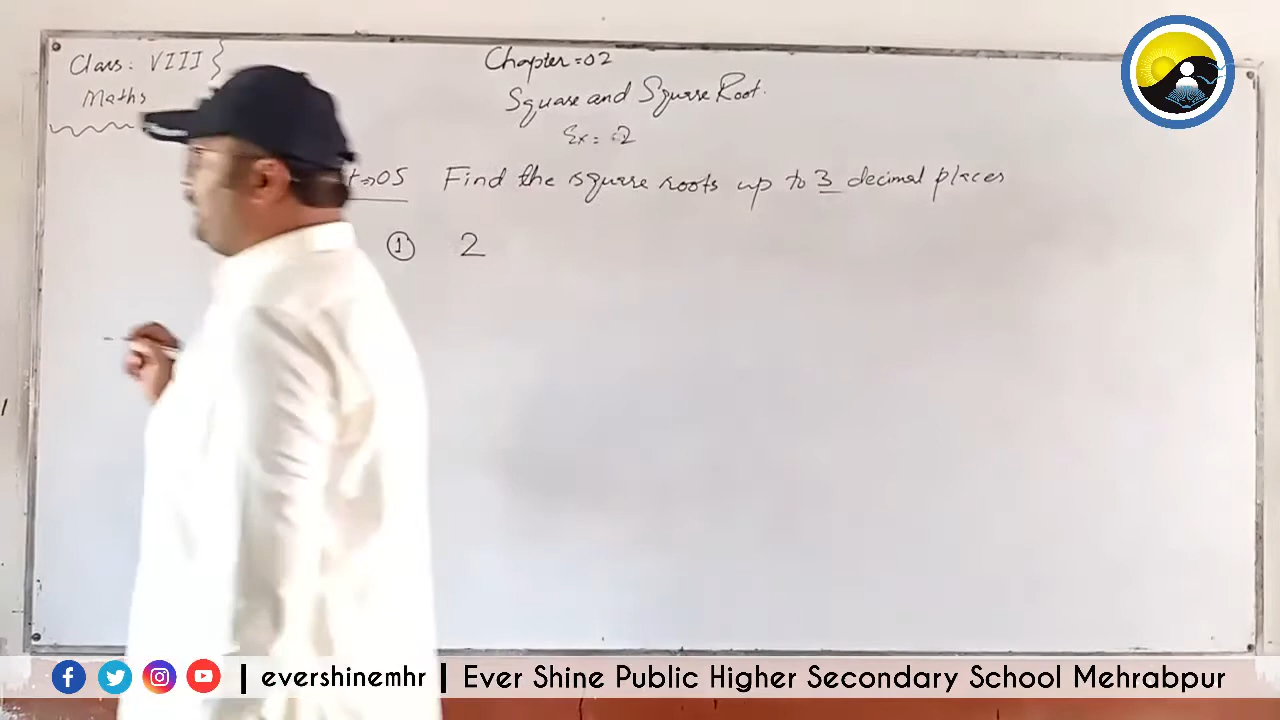 Class: VIII
Maths
Chapter = 02
Square and Square Root.
Ex = 2
05 Find the square roots up to 3 decimal places
① 2
| evershinemhr | Ever Shine Public Higher Secondary School Mehrabpur